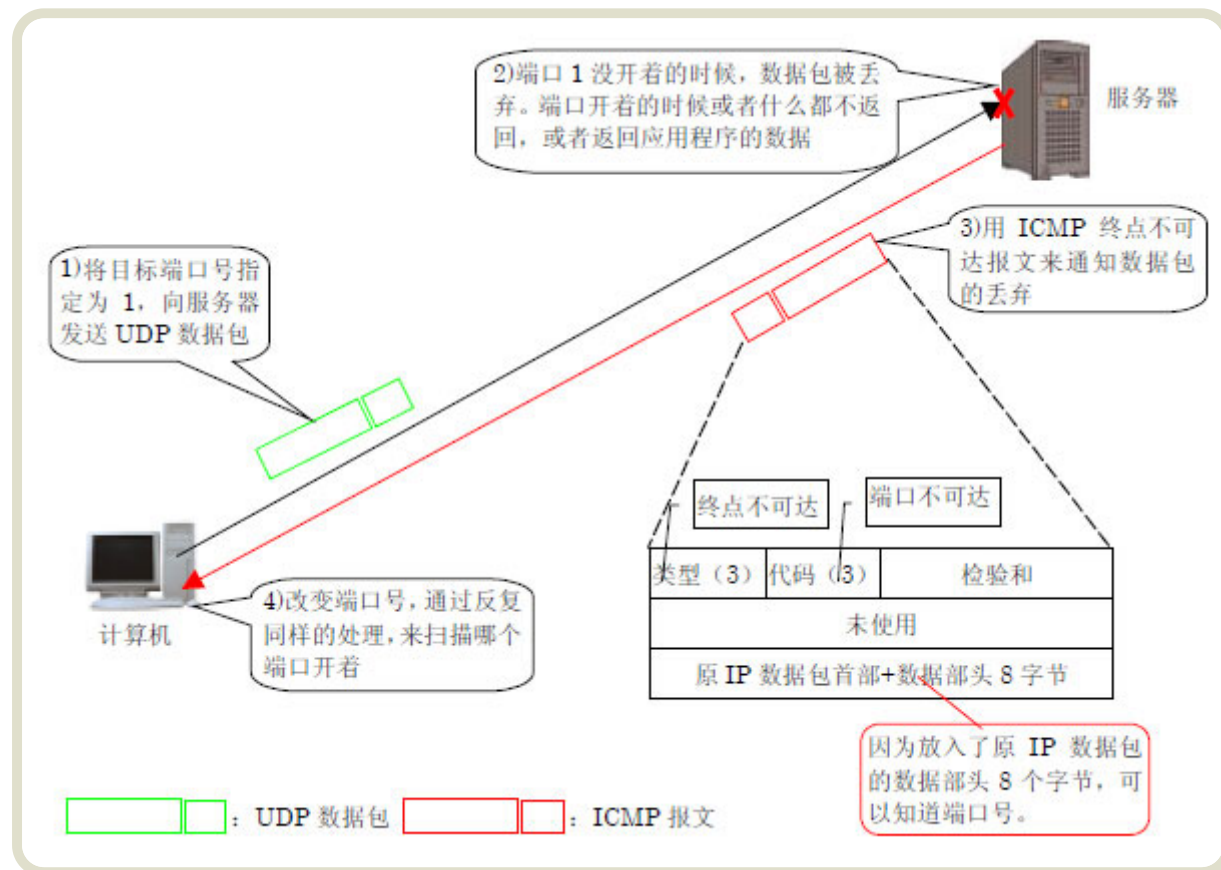 2)端口 1 没开着的时候，数据包被丢
弃。端口开着的时候或者什么都不返
回，或者返回应用程序的数据
服务器
3)用 ICMP 终点不可
达报文来通知数据包
的丢弃
1)将目标端口号指
定为 1，向服务器
发送 UDP 数据包
终点不可达
端口不可达
类型（3）
代码（3）
检验和
未使用
原 IP 数据包首部+数据部头 8 字节
计算机
4)改变端口号，通过反复
同样的处理，来扫描哪个
端口开着
因为放入了原 IP 数据包
的数据部头 8 个字节，可
以知道端口号。
：UDP 数据包
：ICMP 报文